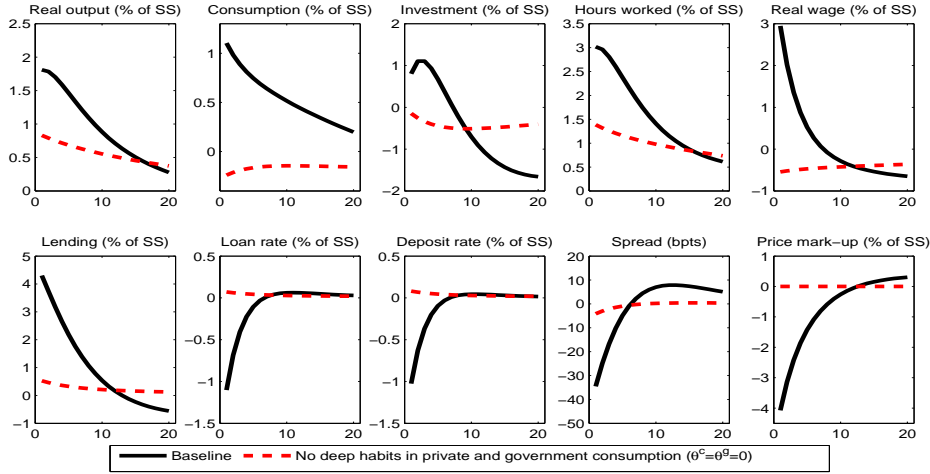 Real output (% of SS) Consumption (% of SS) Investment (% of SS) Hours worked (% of SS) Real wage (% of SS)
2.5 2 1.5 1 0.5 0
0 10 20
1 0.5 0
0 10 20
2 1 0 −1 −2
0 10 20
3.5 3 2.5 2 1.5 1 0.5 0
0 10 20
3 2 1 0 −1
0 10 20
Lending (% of SS) Loan rate (% of SS) Deposit rate (% of SS) Spread (bpts) Price mark−up (% of SS)
5 4 3 2 1 0 −1
0 10 20
0.5 0 −0.5 −1 −1.5
0 10 20
0.5 0 −0.5 −1 −1.5
0 10 20
20 10 0 −10 −20 −30 −40 −50
0 10 20
1 0 −1 −2 −3 −4
0 10 20
Baseline No deep habits in private and government consumption (θ^c=θ^g=0)